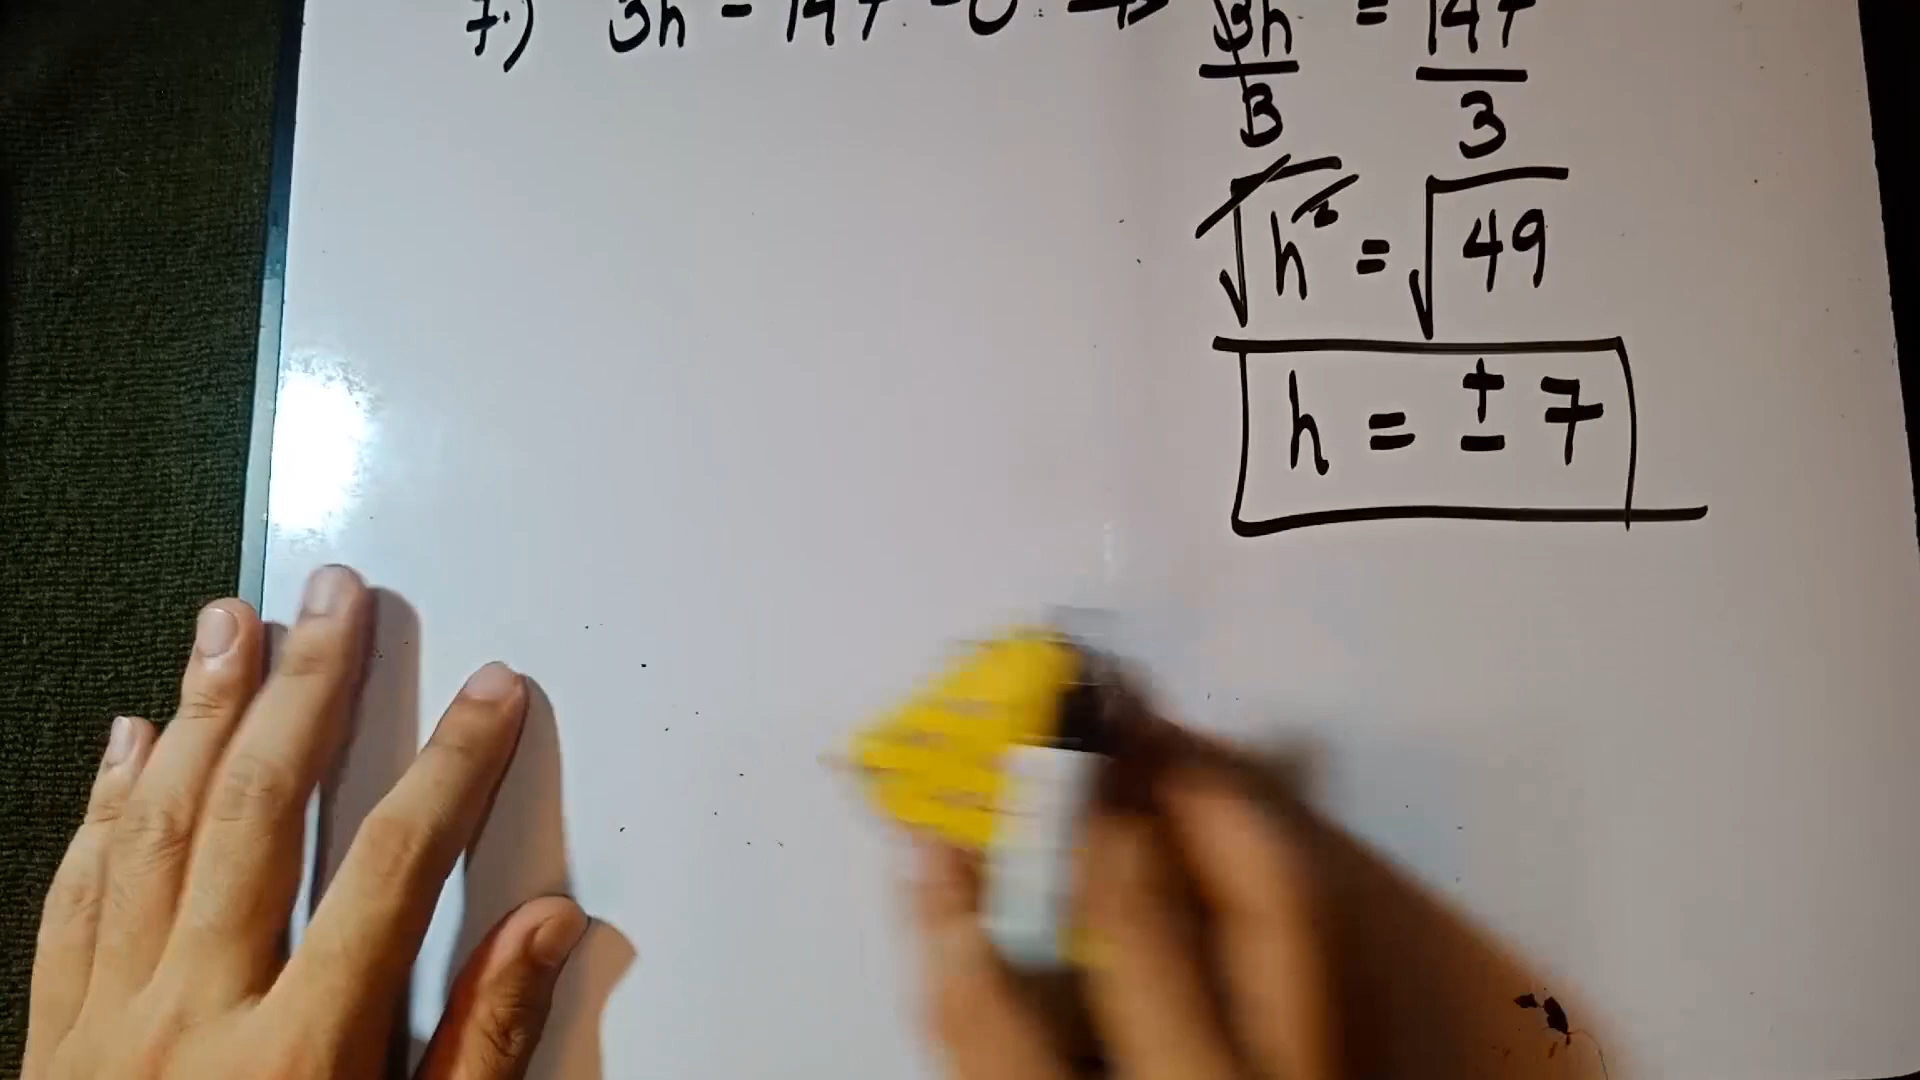 7.) 3h² - 147 = 0 → 3h² = 147
3 3
√h² = √49
h = ± 7